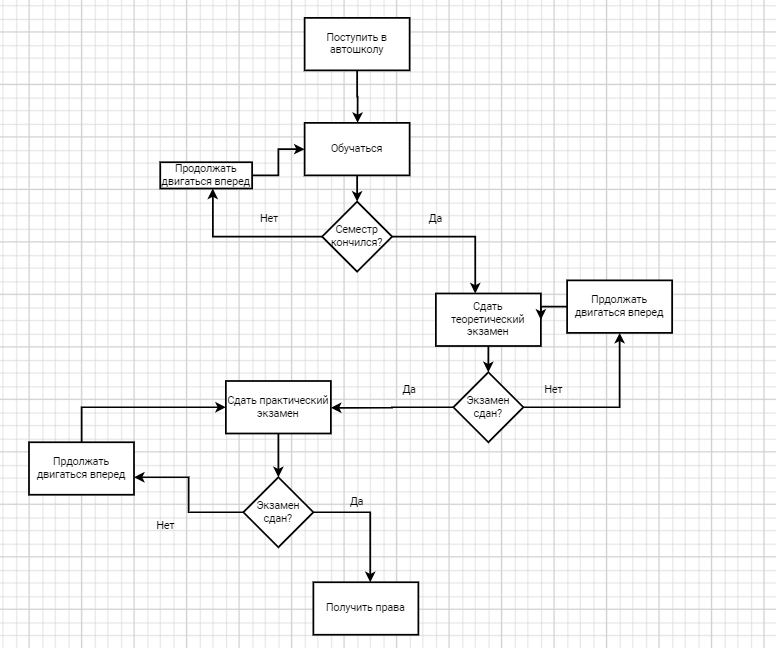 Поступить в
автошколу
Обучаться
Продолжать
двигаться вперед
Нет
Семестр
кончился?
Да
Сдать
теоретический
экзамен
Прдолжать
двигаться вперед
Да
Экзамен
сдан?
Нет
Сдать практический
экзамен
Прдолжать
двигаться вперед
Нет
Экзамен
сдан?
Да
Получить права